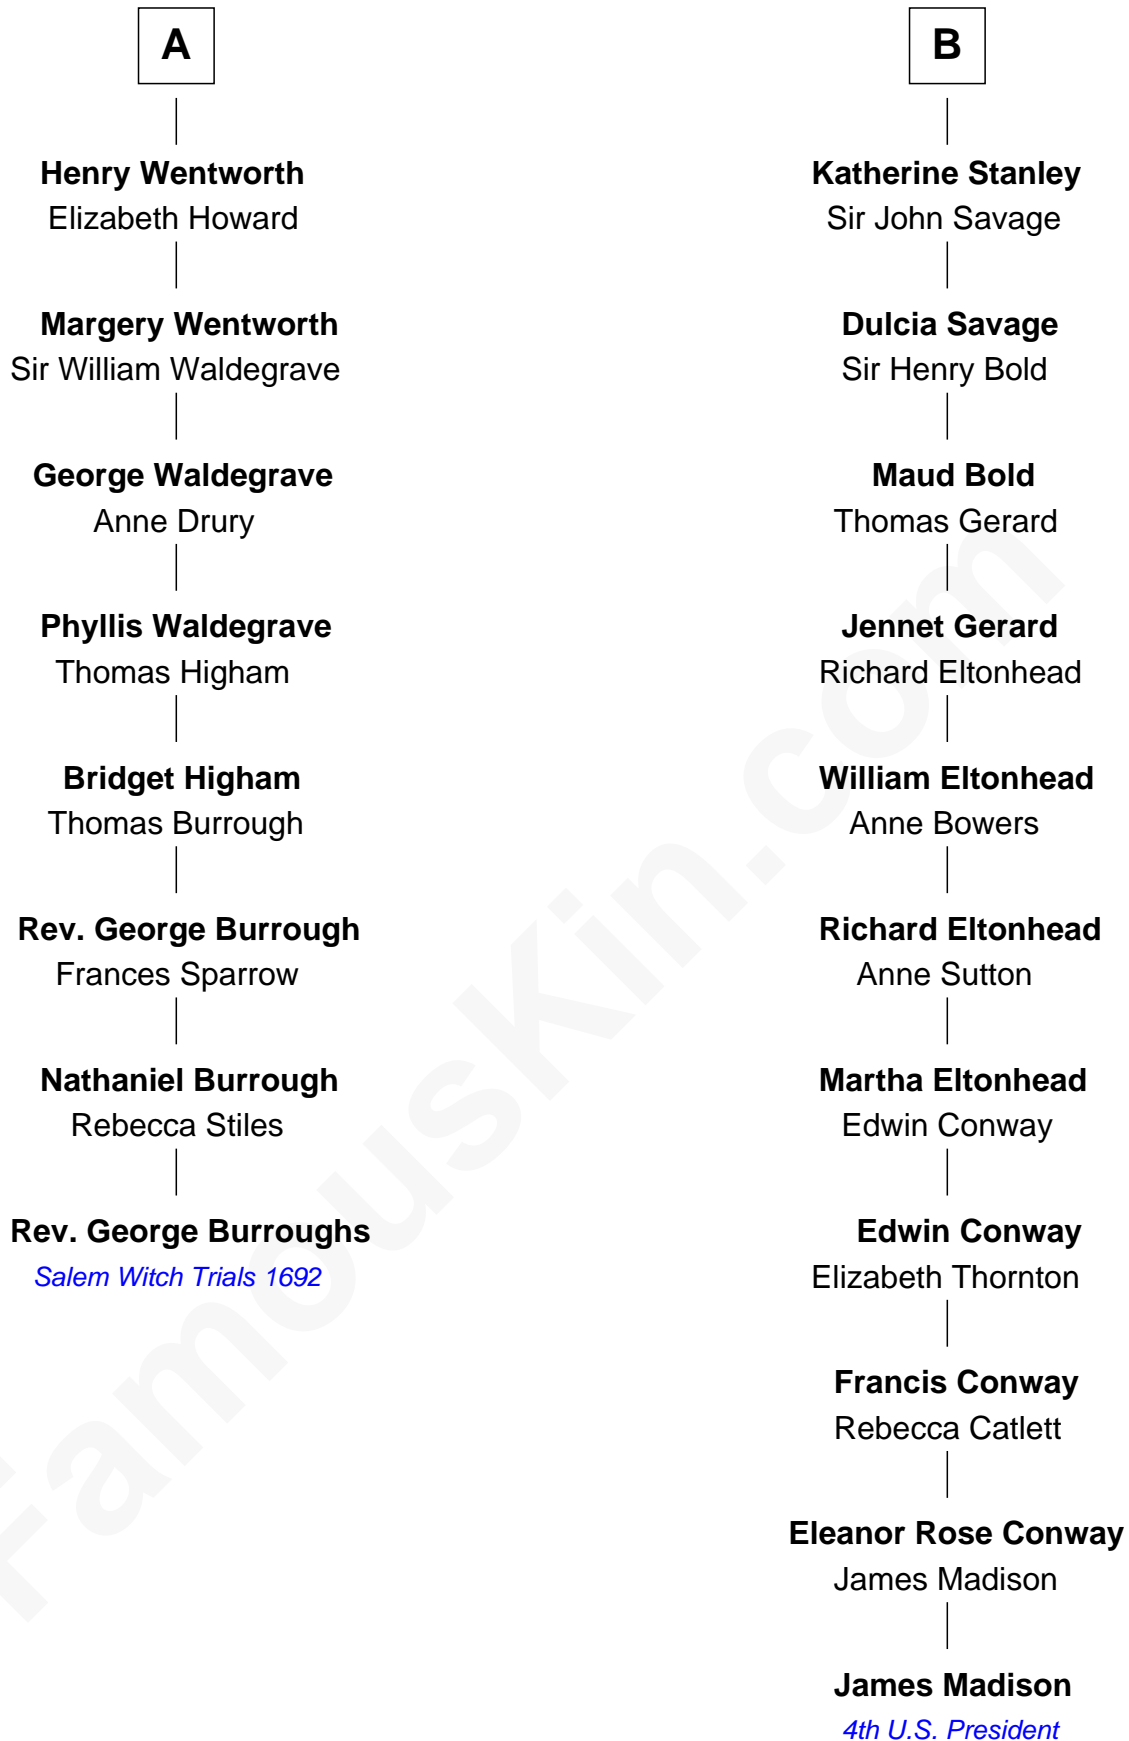 A
Henry Wentworth
Elizabeth Howard
Margery Wentworth
Sir William Waldegrave
George Waldegrave
Anne Drury
Phyllis Waldegrave
Thomas Higham
Bridget Higham
Thomas Burrough
Rev. George Burrough
Frances Sparrow
Nathaniel Burrough
Rebecca Stiles
Rev. George Burroughs
Salem Witch Trials 1692
B
Katherine Stanley
Sir John Savage
Dulcia Savage
Sir Henry Bold
Maud Bold
Thomas Gerard
Jennet Gerard
Richard Eltonhead
William Eltonhead
Anne Bowers
Richard Eltonhead
Anne Sutton
Martha Eltonhead
Edwin Conway
Edwin Conway
Elizabeth Thornton
Francis Conway
Rebecca Catlett
Eleanor Rose Conway
James Madison
James Madison
4th U.S. President
FamousKin.com